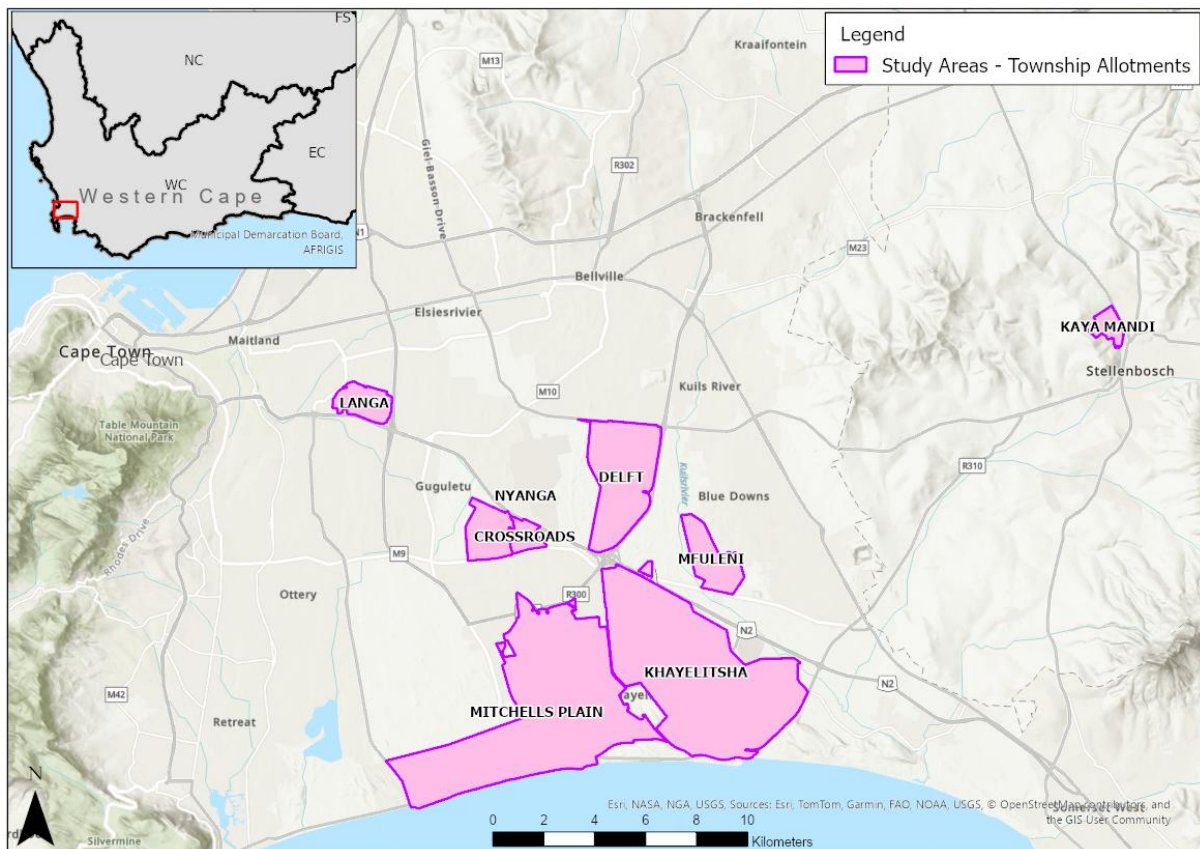 FS
NC
EC
WC
Western Cape
Municipal Demarcation Board,
AFRIGIS
Legend
Study Areas - Township Allotments
Kraaifontein
M13
Giel Basson Drive
R302
N1
Brackenfell
M23
Bellville
Elsiesrivier
Maitland
Cape Town
Cape Town
KAYA MANDI
Stellenbosch
Kuils River
M10
LANGA
Table Mountain
National Park
DELFT
R310
Guguletu
NYANGA
Kuilsrivier
Blue Downs
CROSSROADS
Rhodes Drive
M9
MFULENI
Ottery
R300
N2
KHAYELITSHA
N2
M42
MITCHELLS PLAIN
Retreat
N
Esri, NASA, NGA, USGS, Sources: Esri, TomTom, Garmin, FAO, NOAA, USGS, © OpenStreetMap contributors, and
the GIS User Community
Somerset West
0 2 4 6 8 10
Kilometers
Silvermine